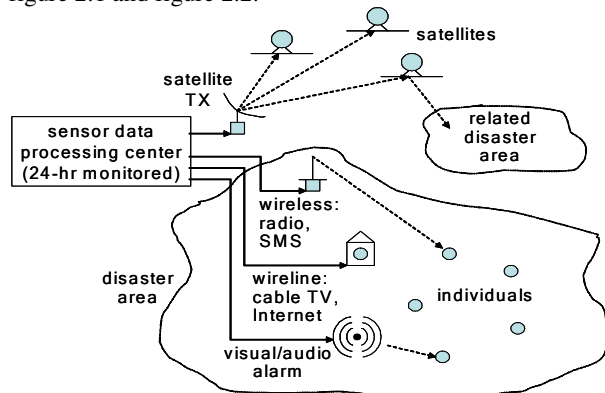 figure 2.1 and figure 2.2.
satellites
satellite
TX
related
disaster
area
sensor data
processing center
(24-hr monitored)
wireless:
radio,
SMS
disaster
area
wireline:
cable TV,
Internet
individuals
visual/audio
alarm